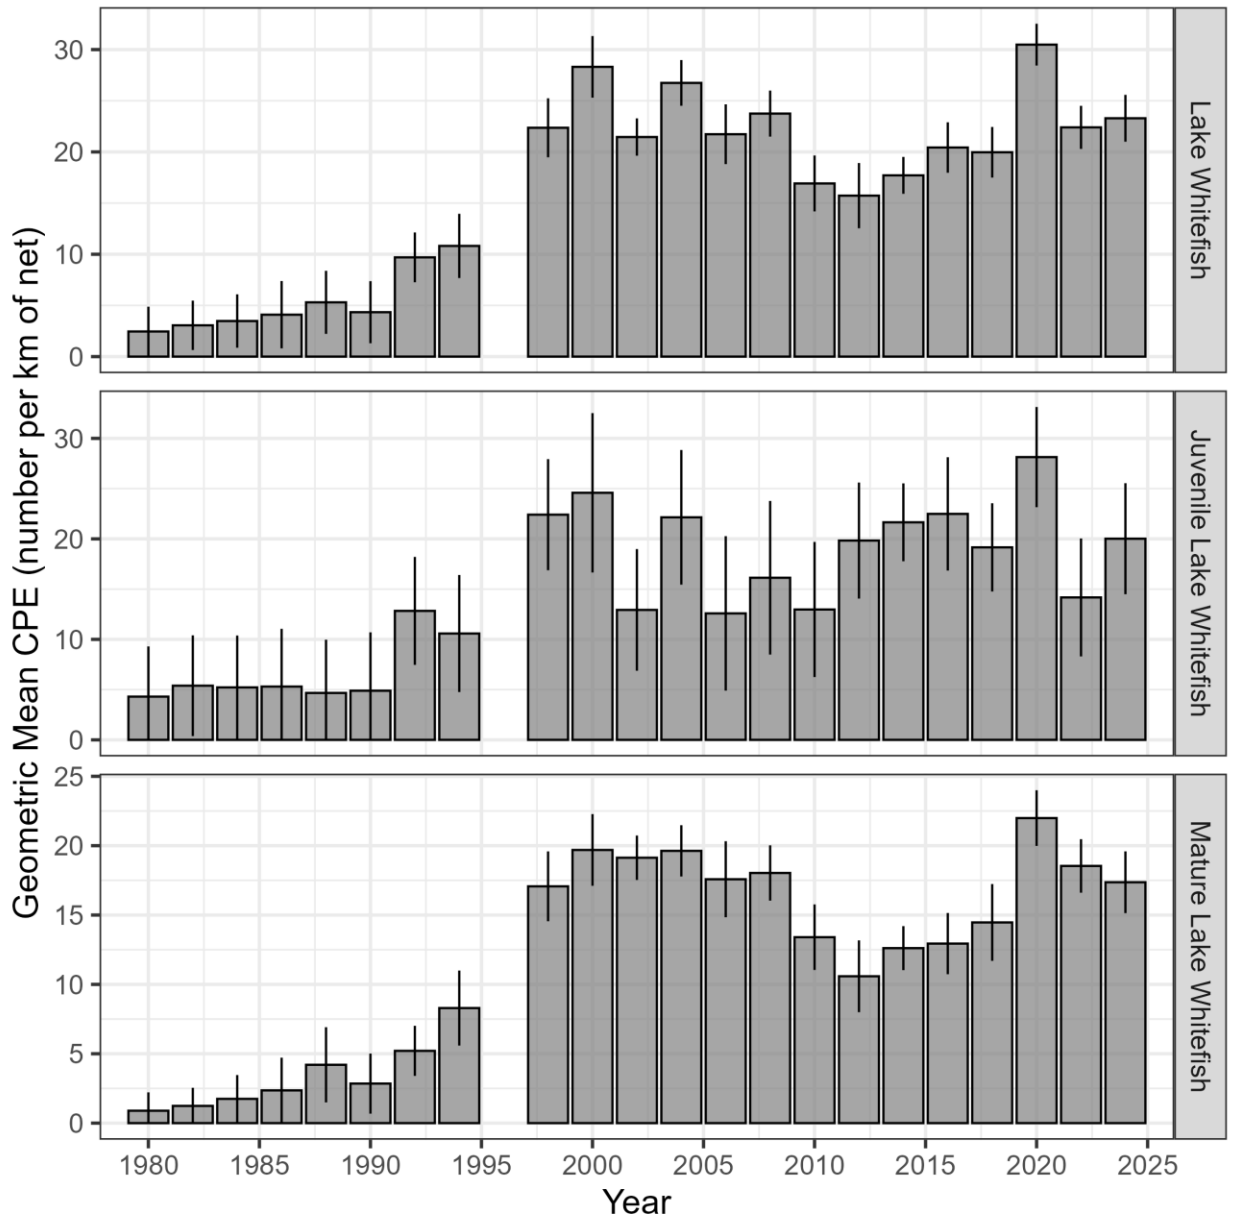 Geometric Mean CPE (number per km of net)
30
20
10
0
Lake Whitefish
30
20
10
0
Juvenile Lake Whitefish
25
20
15
10
5
0
Mature Lake Whitefish
1980 1985 1990 1995 2000 2005 2010 2015 2020 2025
Year